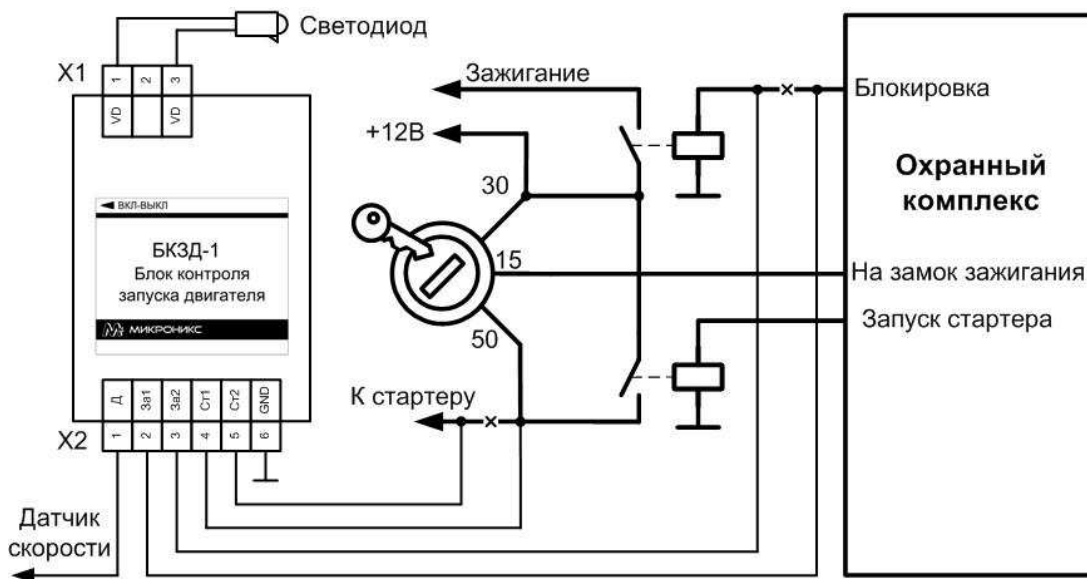 Светодиод
X1
1
2
3
VD
VD
Зажигание
+12В
Блокировка
Охранный
комплекс
30
ВКЛ-ВЫКЛ
БКЗД-1
Блок контроля
запуска двигателя
МИКРОНИКС
15
На замок зажигания
Запуск стартера
50
К стартеру
Д
За1
За2
Ст1
Ст2
GND
X2
1
2
3
4
5
6
Датчик
скорости